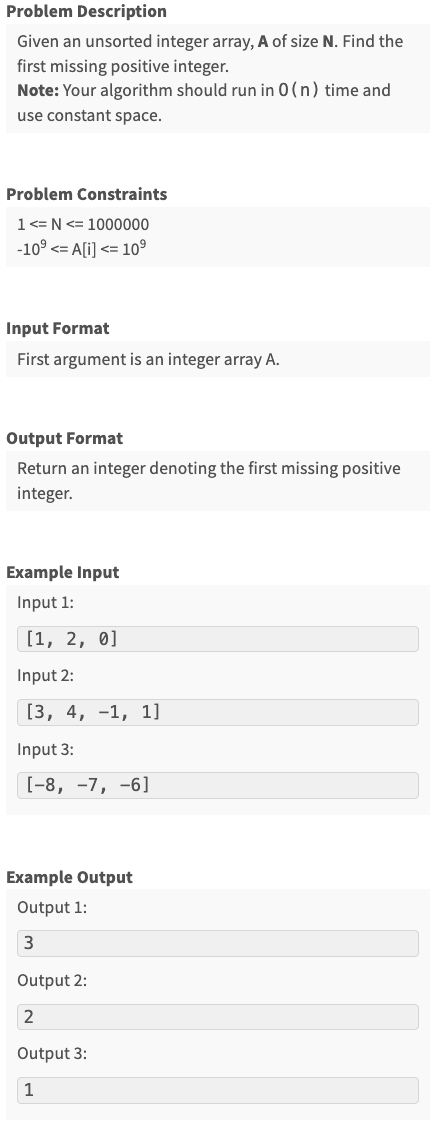 Problem Description
Given an unsorted integer array, A of size N. Find the
first missing positive integer.
Note: Your algorithm should run in O(n) time and
use constant space.
Problem Constraints
1 <= N <= 1000000
-10⁹ <= A[i] <= 10⁹
Input Format
First argument is an integer array A.
Output Format
Return an integer denoting the first missing positive
integer.
Example Input
Input 1:
[1, 2, 0]
Input 2:
[3, 4, -1, 1]
Input 3:
[-8, -7, -6]
Example Output
Output 1:
3
Output 2:
2
Output 3:
1